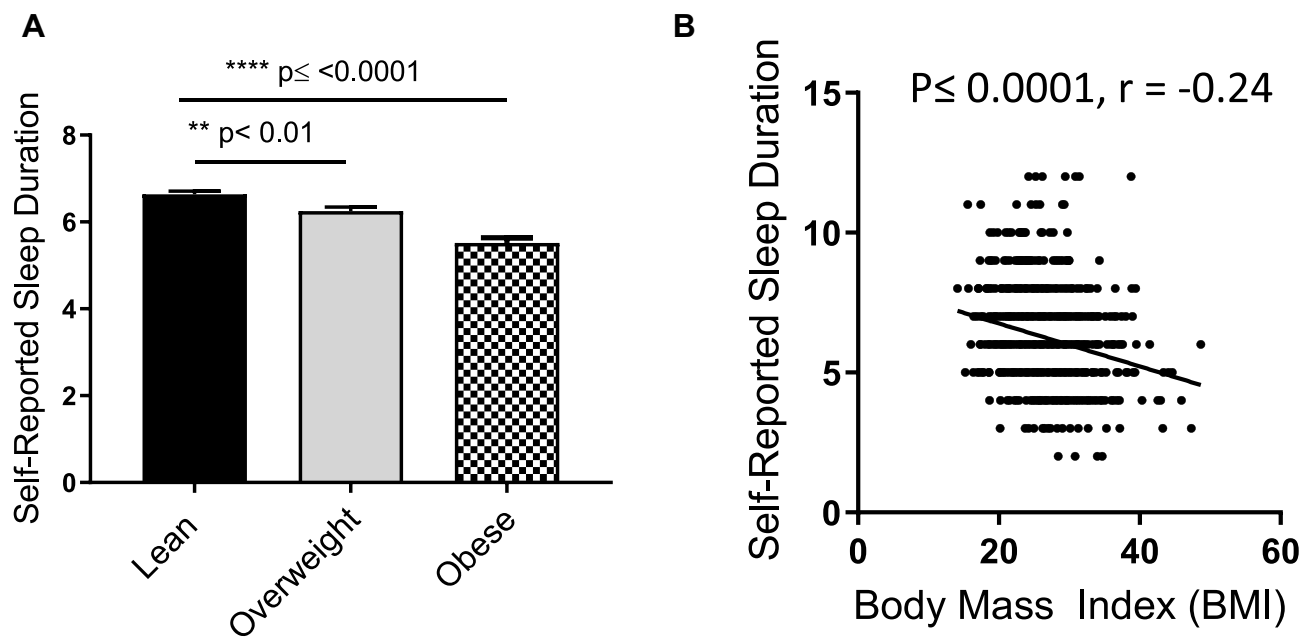 A
**** p≤ <0.0001
** p< 0.01
8
6
4
2
0
Self-Reported Sleep Duration
Lean
Overweight
Obese
B
P≤ 0.0001, r = -0.24
15
10
5
0
Self-Reported Sleep Duration
0 20 40 60
Body Mass Index (BMI)